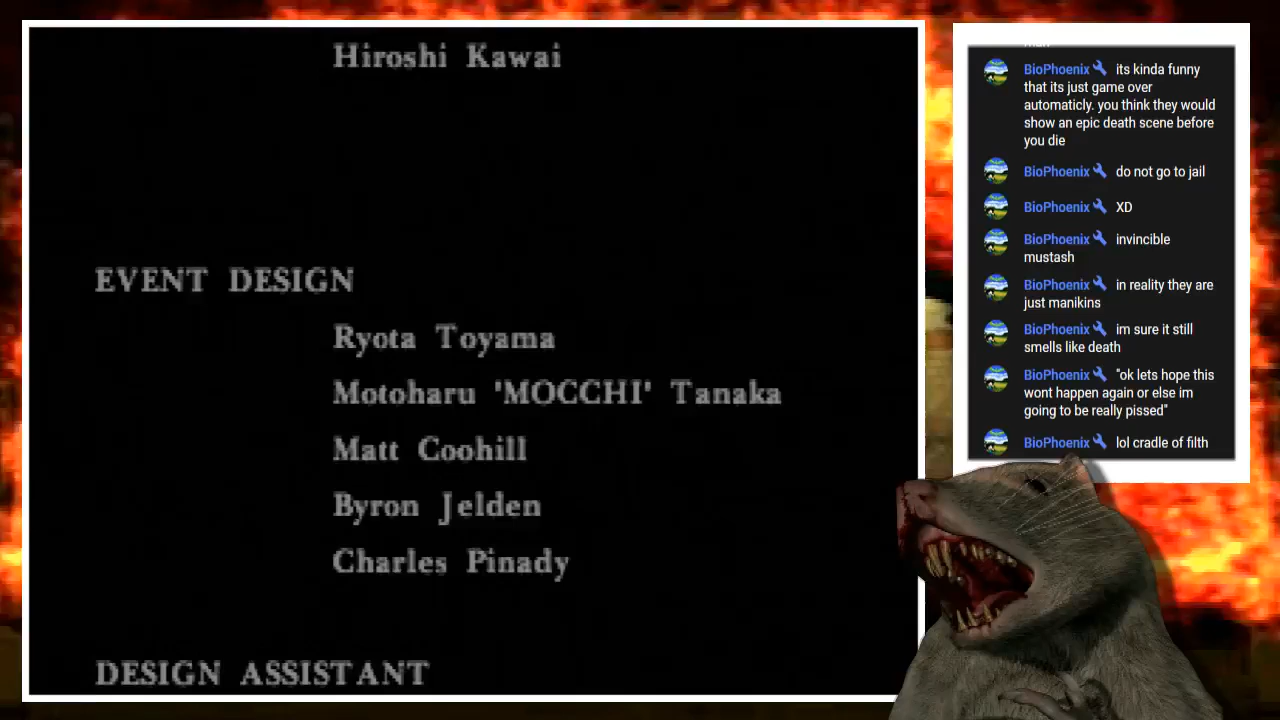 Hiroshi Kawai
EVENT DESIGN
Ryota Toyama
Motoharu 'MOCCHI' Tanaka
Matt Coohill
Byron Jelden
Charles Pinady
DESIGN ASSISTANT
BioPhoenix its kinda funny
that its just game over
automaticly. you think they would
show an epic death scene before
you die
BioPhoenix do not go to jail
BioPhoenix XD
BioPhoenix invincible
mustash
BioPhoenix in reality they are
just manikins
BioPhoenix im sure it still
smells like death
BioPhoenix "ok lets hope this
wont happen again or else im
going to be really pissed"
BioPhoenix lol cradle of filth